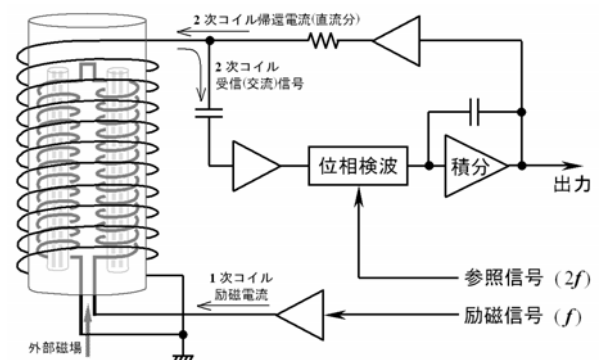 2次コイル帰還電流(直流分)
2次コイル
受信(交流)信号
位相検波
積分
出力
1次コイル
励磁電流
参照信号 (2f)
励磁信号 (f)
外部磁場